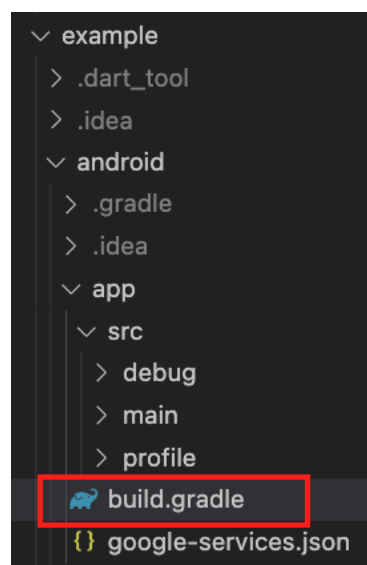 example
.dart_tool
.idea
android
.gradle
.idea
app
src
debug
main
profile
build.gradle
{} google-services.json